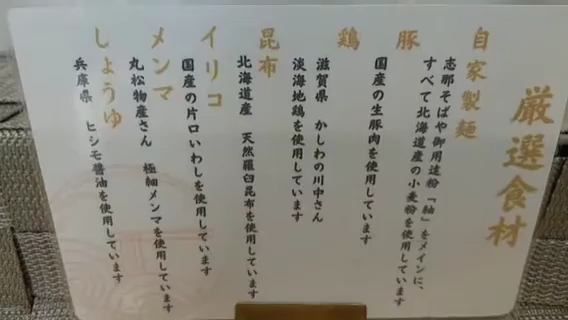 厳選食材
自家製麺
志那そばや御用達粉「紬」をメインに、
すべて北海道産の小麦粉を使用しています
豚
国産の生豚肉を使用しています
鶏
滋賀県 かしわの川中さん
淡海地鶏を使用しています
昆布
北海道産 天然羅臼昆布を使用しています
イリコ
国産の片口いわしを使用しています
メンマ
丸松物産さん 極細メンマを使用しています
しょうゆ
兵庫県 ヒシモ醤油を使用しています